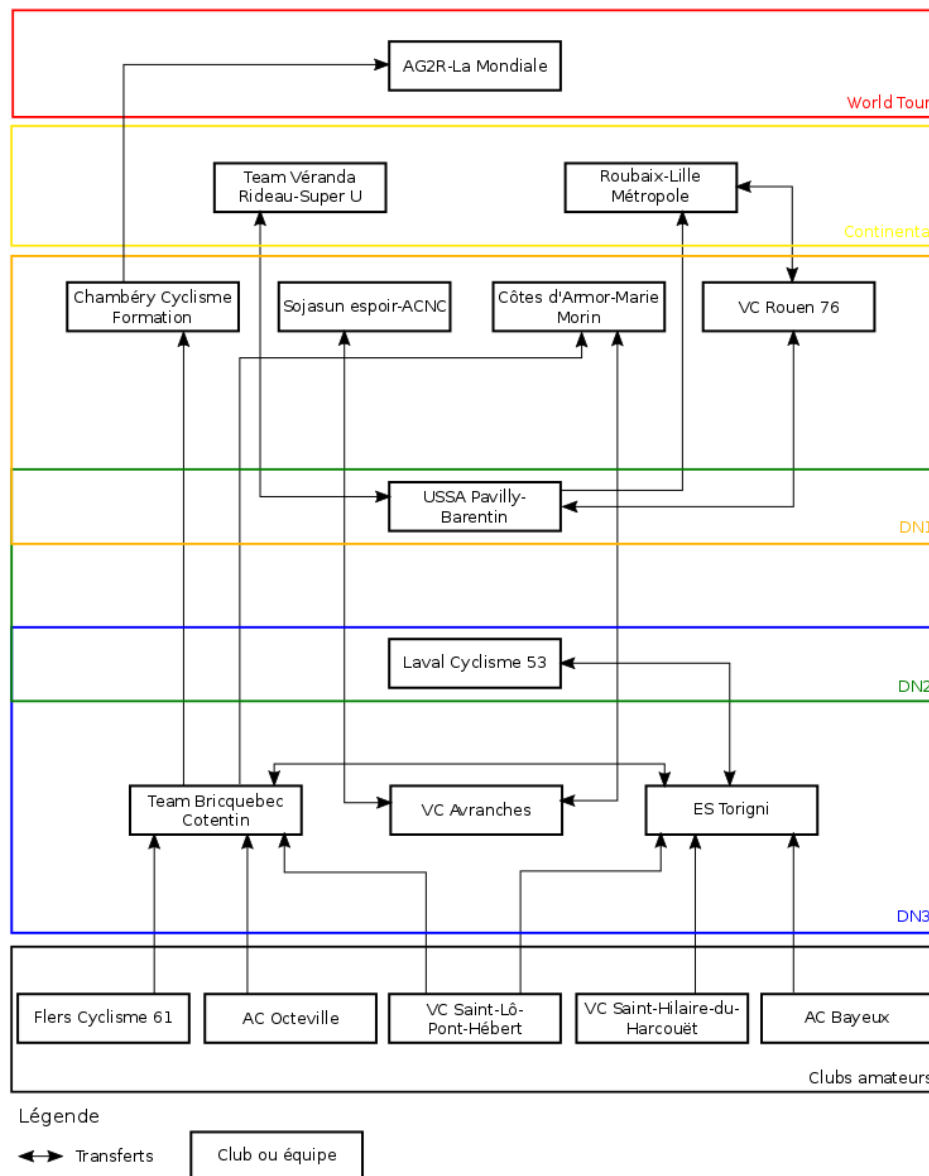 AG2R-La Mondiale
World Tour
Team Véranda
Rideau-Super U
Roubaix-Lille
Métropole
Continenta
Chambéry Cyclisme
Formation
Sojasun espoir-ACNC
Côtes d'Armor-Marie
Morin
VC Rouen 76
USSA Pavilly-
Barentin
DN1
Laval Cyclisme 53
DN2
Team Bricquebec
Cotentin
VC Avranches
ES Torigni
DN3
Flers Cyclisme 61
AC Octeville
VC Saint-Lô-
Pont-Hébert
VC Saint-Hilaire-du-
Harcouët
AC Bayeux
Clubs amateurs
Légende
Transferts
Club ou équipe